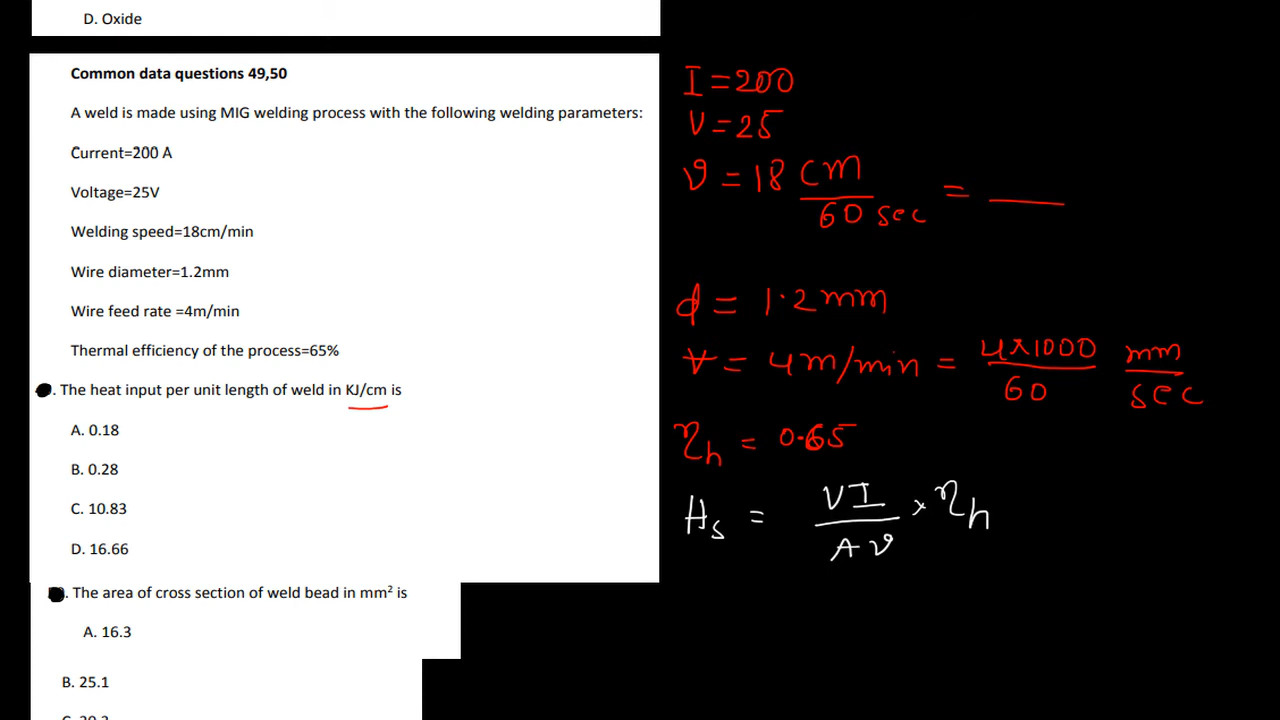 D. Oxide
Common data questions 49,50
A weld is made using MIG welding process with the following welding parameters:
Current=200 A
Voltage=25V
Welding speed=18cm/min
Wire diameter=1.2mm
Wire feed rate =4m/min
Thermal efficiency of the process=65%
. The heat input per unit length of weld in KJ/cm is
A. 0.18
B. 0.28
C. 10.83
D. 16.66
. The area of cross section of weld bead in mm² is
A. 16.3
B. 25.1
I = 200
V = 25
ϑ = 18 cm/60 sec = ___
d = 1.2 mm
V = 4 m/min = 4×1000/60 mm/sec
ηh = 0.65
Hs = VI/Aϑ × ηh